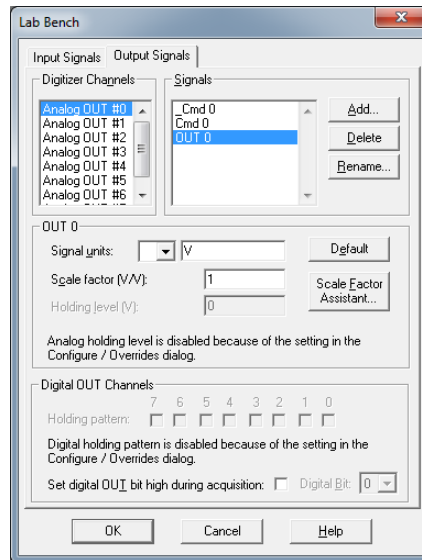 Lab Bench
Input Signals Output Signals
Digitizer Channels
Analog OUT #0
Analog OUT #1
Analog OUT #2
Analog OUT #3
Analog OUT #4
Analog OUT #5
Analog OUT #6
Signals
_Cmd 0
Cmd 0
OUT 0
Add...
Delete
Rename...
OUT 0
Signal units: V Default
Scale factor (V/V): 1 Scale Factor Assistant...
Holding level (V): 0
Analog holding level is disabled because of the setting in the
Configure / Overrides dialog.
Digital OUT Channels
7 6 5 4 3 2 1 0
Holding pattern:
Digital holding pattern is disabled because of the setting in the
Configure / Overrides dialog.
Set digital OUT bit high during acquisition: Digital Bit: 0
OK Cancel Help